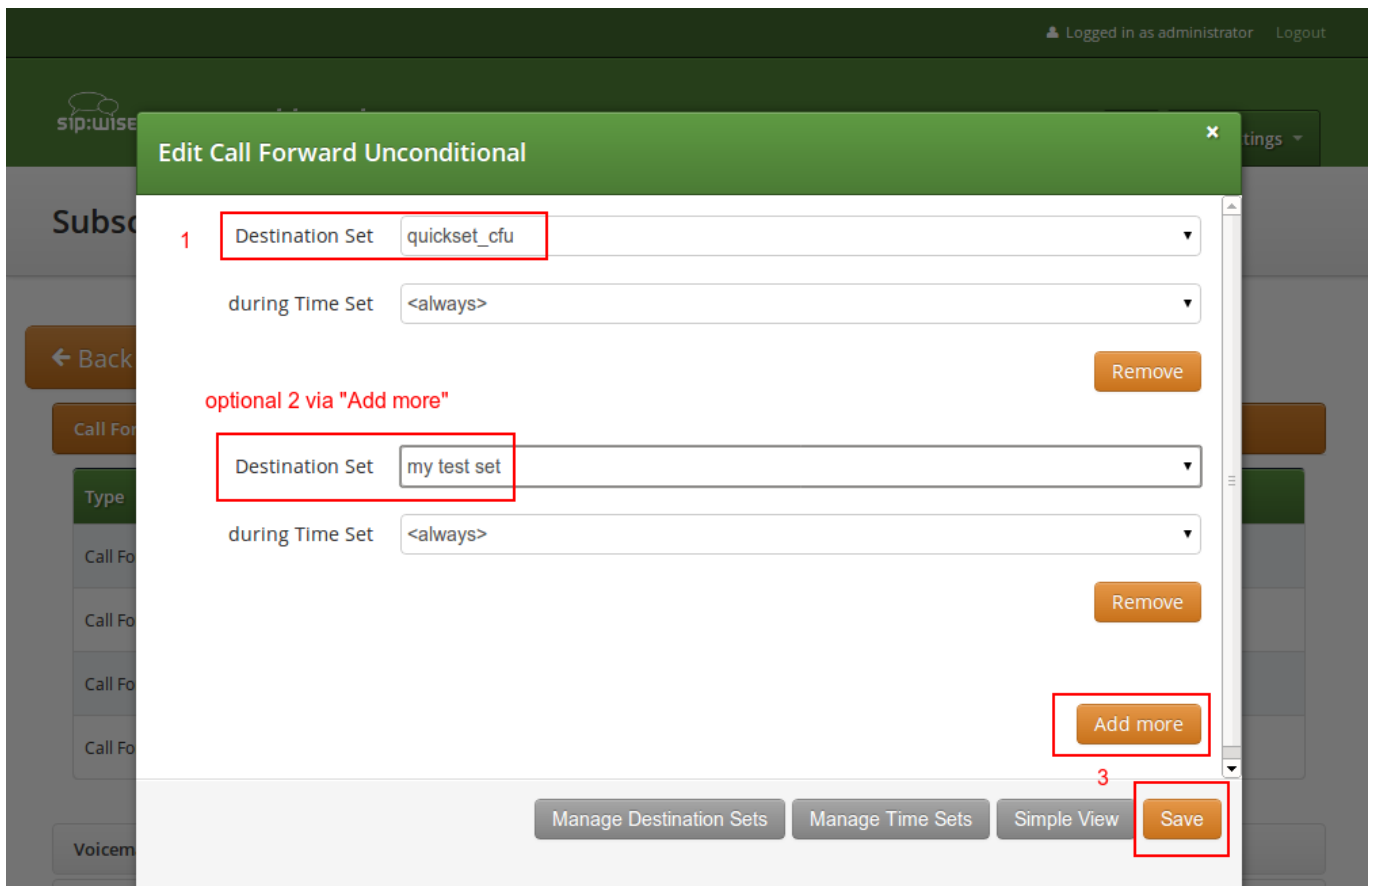 Logged in as administrator Logout
sip:wise
Edit Call Forward Unconditional ×
tings
Subsc
1 Destination Set quickset_cfu
during Time Set <always>
Back
Remove
optional 2 via "Add more"
Call For
Destination Set my test set
Type
during Time Set <always>
Call Fo
Remove
Call Fo
Call Fo
Add more
Call Fo
3
Manage Destination Sets Manage Time Sets Simple View Save
Voicem